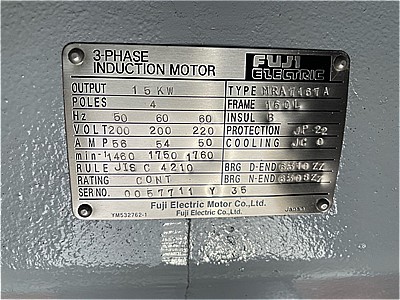 3-PHASE
INDUCTION MOTOR
FUJI
ELECTRIC
OUTPUT 15 KW TYPE MRA1167A
POLES 4 FRAME 160L
Hz 50 60 60 INSUL B
VOLT 200 200 220 PROTECTION JP-22
AMP 56 54 50 COOLING JC 0
min-1 1460 1750 1760
RULE JIS C 4210 BRG D-END 6310ZZ
RATING CONT BRG N-END 6309ZZ
SER NO. 0057711 Y 35
Fuji Electric Motor Co.,Ltd.
YM532762-1 Fuji Electric Co.,Ltd. JAPAN